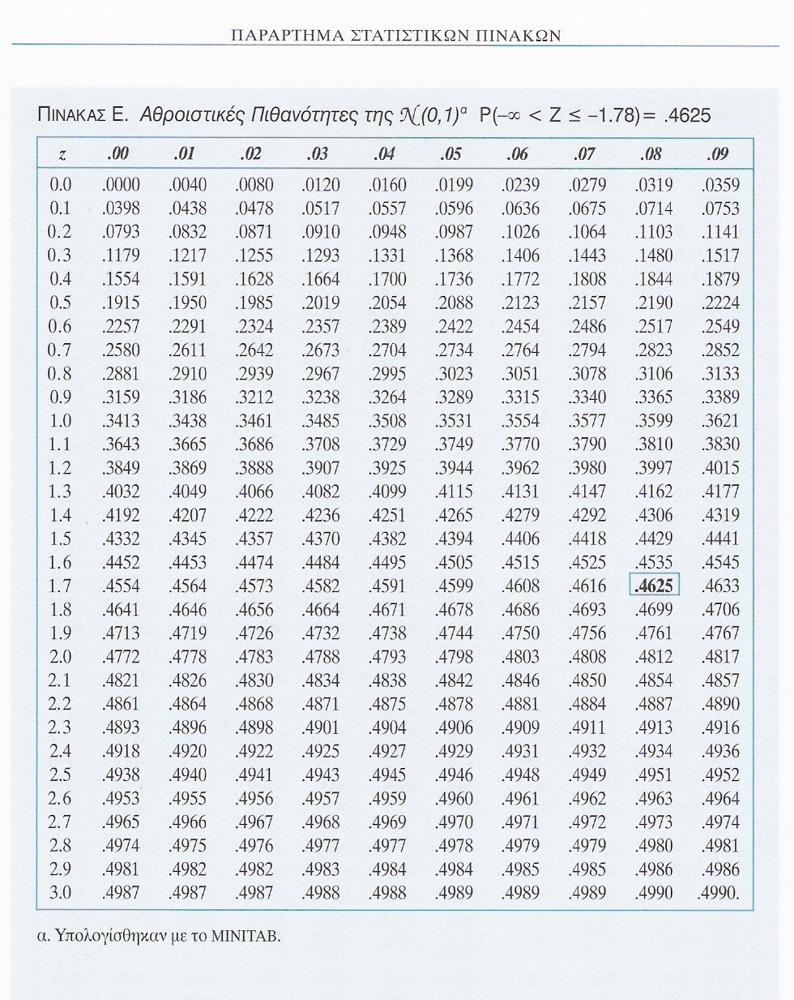 ΠΑΡΑΡΤΗΜΑ ΣΤΑΤΙΣΤΙΚΩΝ ΠΙΝΑΚΩΝ
ΠΙΝΑΚΑΣ Ε. Αθροιστικές Πιθανότητες της 𝒩(0,1)ᵅ P(–∞ < Z ≤ –1.78)= .4625
z .00 .01 .02 .03 .04 .05 .06 .07 .08 .09
0.0 .0000 .0040 .0080 .0120 .0160 .0199 .0239 .0279 .0319 .0359
0.1 .0398 .0438 .0478 .0517 .0557 .0596 .0636 .0675 .0714 .0753
0.2 .0793 .0832 .0871 .0910 .0948 .0987 .1026 .1064 .1103 .1141
0.3 .1179 .1217 .1255 .1293 .1331 .1368 .1406 .1443 .1480 .1517
0.4 .1554 .1591 .1628 .1664 .1700 .1736 .1772 .1808 .1844 .1879
0.5 .1915 .1950 .1985 .2019 .2054 .2088 .2123 .2157 .2190 .2224
0.6 .2257 .2291 .2324 .2357 .2389 .2422 .2454 .2486 .2517 .2549
0.7 .2580 .2611 .2642 .2673 .2704 .2734 .2764 .2794 .2823 .2852
0.8 .2881 .2910 .2939 .2967 .2995 .3023 .3051 .3078 .3106 .3133
0.9 .3159 .3186 .3212 .3238 .3264 .3289 .3315 .3340 .3365 .3389
1.0 .3413 .3438 .3461 .3485 .3508 .3531 .3554 .3577 .3599 .3621
1.1 .3643 .3665 .3686 .3708 .3729 .3749 .3770 .3790 .3810 .3830
1.2 .3849 .3869 .3888 .3907 .3925 .3944 .3962 .3980 .3997 .4015
1.3 .4032 .4049 .4066 .4082 .4099 .4115 .4131 .4147 .4162 .4177
1.4 .4192 .4207 .4222 .4236 .4251 .4265 .4279 .4292 .4306 .4319
1.5 .4332 .4345 .4357 .4370 .4382 .4394 .4406 .4418 .4429 .4441
1.6 .4452 .4453 .4474 .4484 .4495 .4505 .4515 .4525 .4535 .4545
1.7 .4554 .4564 .4573 .4582 .4591 .4599 .4608 .4616 .4625 .4633
1.8 .4641 .4646 .4656 .4664 .4671 .4678 .4686 .4693 .4699 .4706
1.9 .4713 .4719 .4726 .4732 .4738 .4744 .4750 .4756 .4761 .4767
2.0 .4772 .4778 .4783 .4788 .4793 .4798 .4803 .4808 .4812 .4817
2.1 .4821 .4826 .4830 .4834 .4838 .4842 .4846 .4850 .4854 .4857
2.2 .4861 .4864 .4868 .4871 .4875 .4878 .4881 .4884 .4887 .4890
2.3 .4893 .4896 .4898 .4901 .4904 .4906 .4909 .4911 .4913 .4916
2.4 .4918 .4920 .4922 .4925 .4927 .4929 .4931 .4932 .4934 .4936
2.5 .4938 .4940 .4941 .4943 .4945 .4946 .4948 .4949 .4951 .4952
2.6 .4953 .4955 .4956 .4957 .4959 .4960 .4961 .4962 .4963 .4964
2.7 .4965 .4966 .4967 .4968 .4969 .4970 .4971 .4972 .4973 .4974
2.8 .4974 .4975 .4976 .4977 .4977 .4978 .4979 .4979 .4980 .4981
2.9 .4981 .4982 .4982 .4983 .4984 .4984 .4985 .4985 .4986 .4986
3.0 .4987 .4987 .4987 .4988 .4988 .4989 .4989 .4989 .4990 .4990.
α. Υπολογίσθηκαν με το MINITAB.